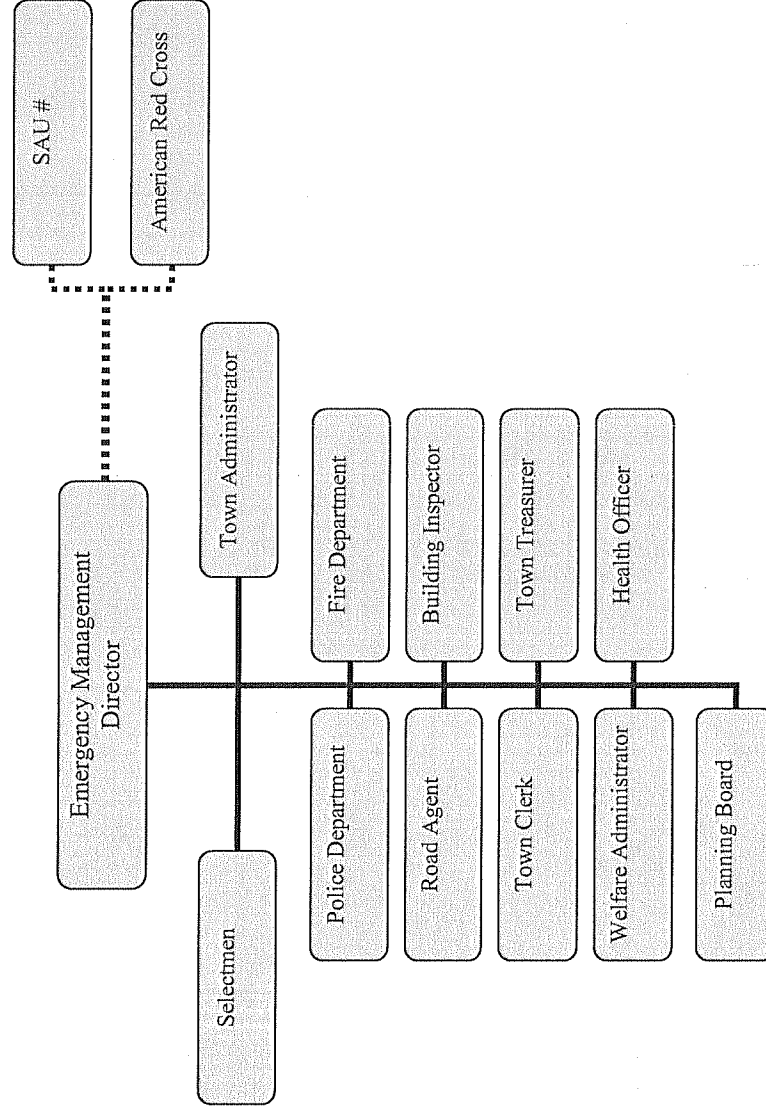 SAU #
American Red Cross
Emergency Management
Director
Selectmen
Town Administrator
Police Department
Fire Department
Road Agent
Building Inspector
Town Clerk
Town Treasurer
Welfare Administrator
Health Officer
Planning Board